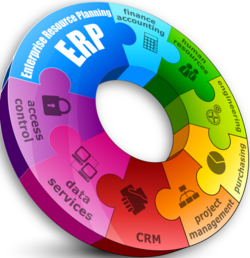 Enterprise Resource Planning
ERP
finance
accounting
human
resources
engineering
purchasing
project
management
CRM
data
services
access
control